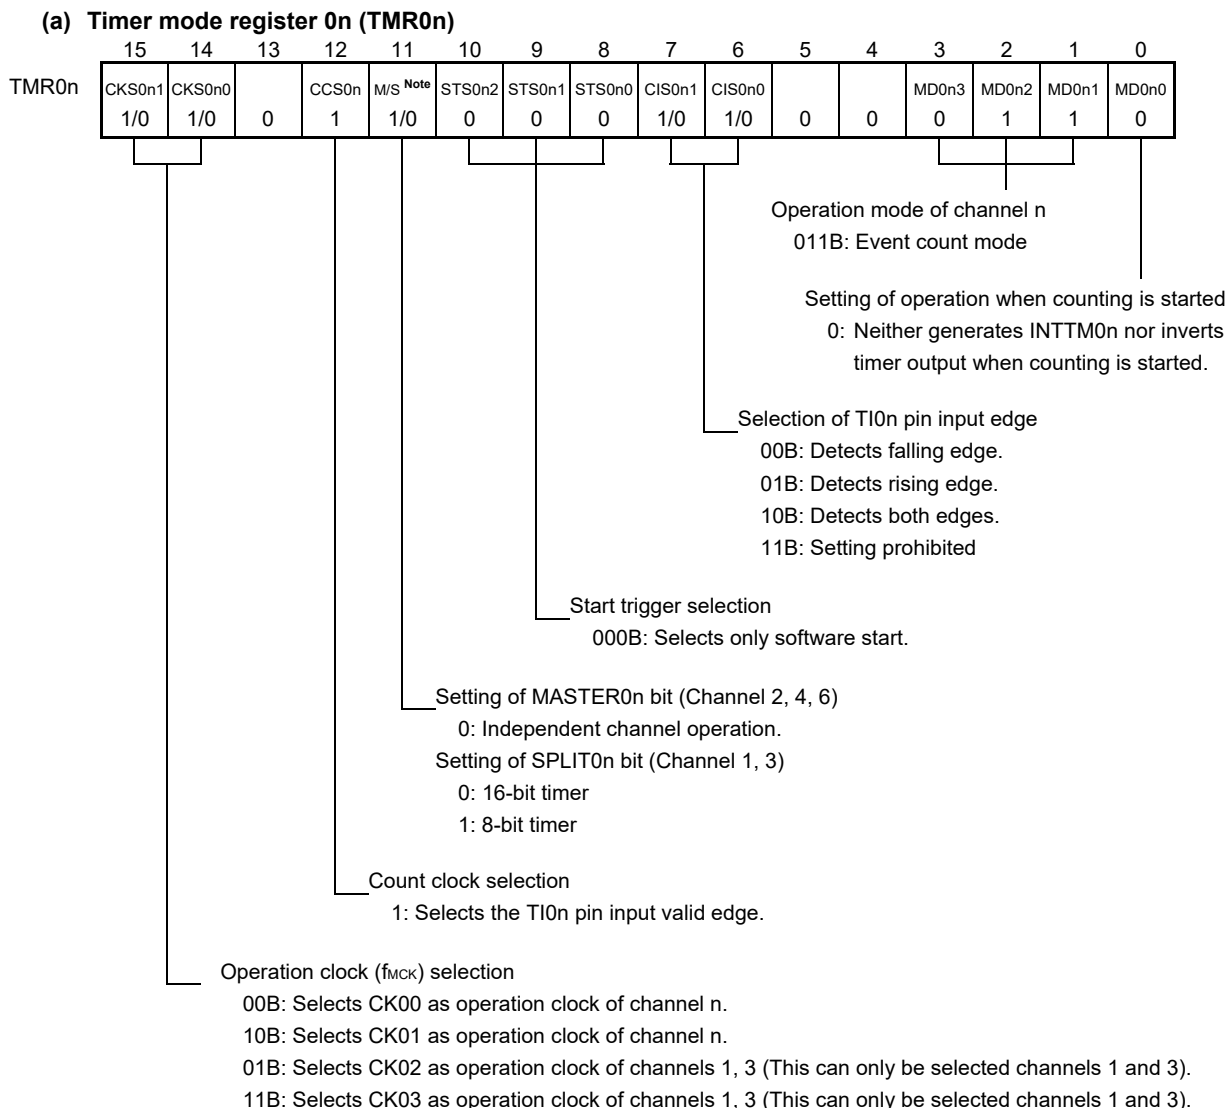 (a) Timer mode register 0n (TMR0n)
15 14 13 12 11 10 9 8 7 6 5 4 3 2 1 0
TMR0n CKS0n1 CKS0n0 CCS0n M/S Note STS0n2 STS0n1 STS0n0 CIS0n1 CIS0n0 MD0n3 MD0n2 MD0n1 MD0n0
1/0 1/0 0 1 1/0 0 0 0 1/0 1/0 0 0 0 1 1 0
Operation mode of channel n
011B: Event count mode
Setting of operation when counting is started
0: Neither generates INTTM0n nor inverts
timer output when counting is started.
Selection of TI0n pin input edge
00B: Detects falling edge.
01B: Detects rising edge.
10B: Detects both edges.
11B: Setting prohibited
Start trigger selection
000B: Selects only software start.
Setting of MASTER0n bit (Channel 2, 4, 6)
0: Independent channel operation.
Setting of SPLIT0n bit (Channel 1, 3)
0: 16-bit timer
1: 8-bit timer
Count clock selection
1: Selects the TI0n pin input valid edge.
Operation clock (fMCK) selection
00B: Selects CK00 as operation clock of channel n.
10B: Selects CK01 as operation clock of channel n.
01B: Selects CK02 as operation clock of channels 1, 3 (This can only be selected channels 1 and 3).
11B: Selects CK03 as operation clock of channels 1, 3 (This can only be selected channels 1 and 3).